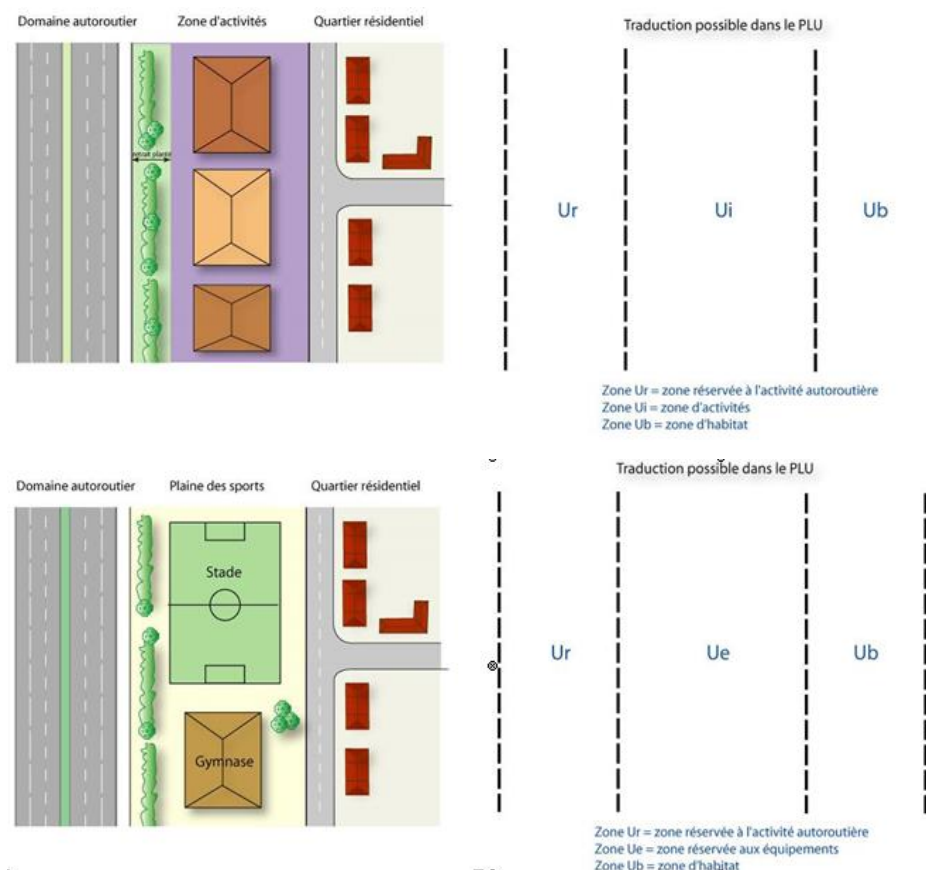 Domaine autoroutier
Zone d'activités
Quartier résidentiel
Traduction possible dans le PLU
retrait planté
Ur
Ui
Ub
Zone Ur = zone réservée à l'activité autoroutière
Zone Ui = zone d'activités
Zone Ub = zone d'habitat
Traduction possible dans le PLU
Domaine autoroutier
Plaine des sports
Quartier résidentiel
Stade
Gymnase
Ur
Ue
Ub
Zone Ur = zone réservée à l'activité autoroutière
Zone Ue = zone réservée aux équipements
Zone Ub = zone d'habitat